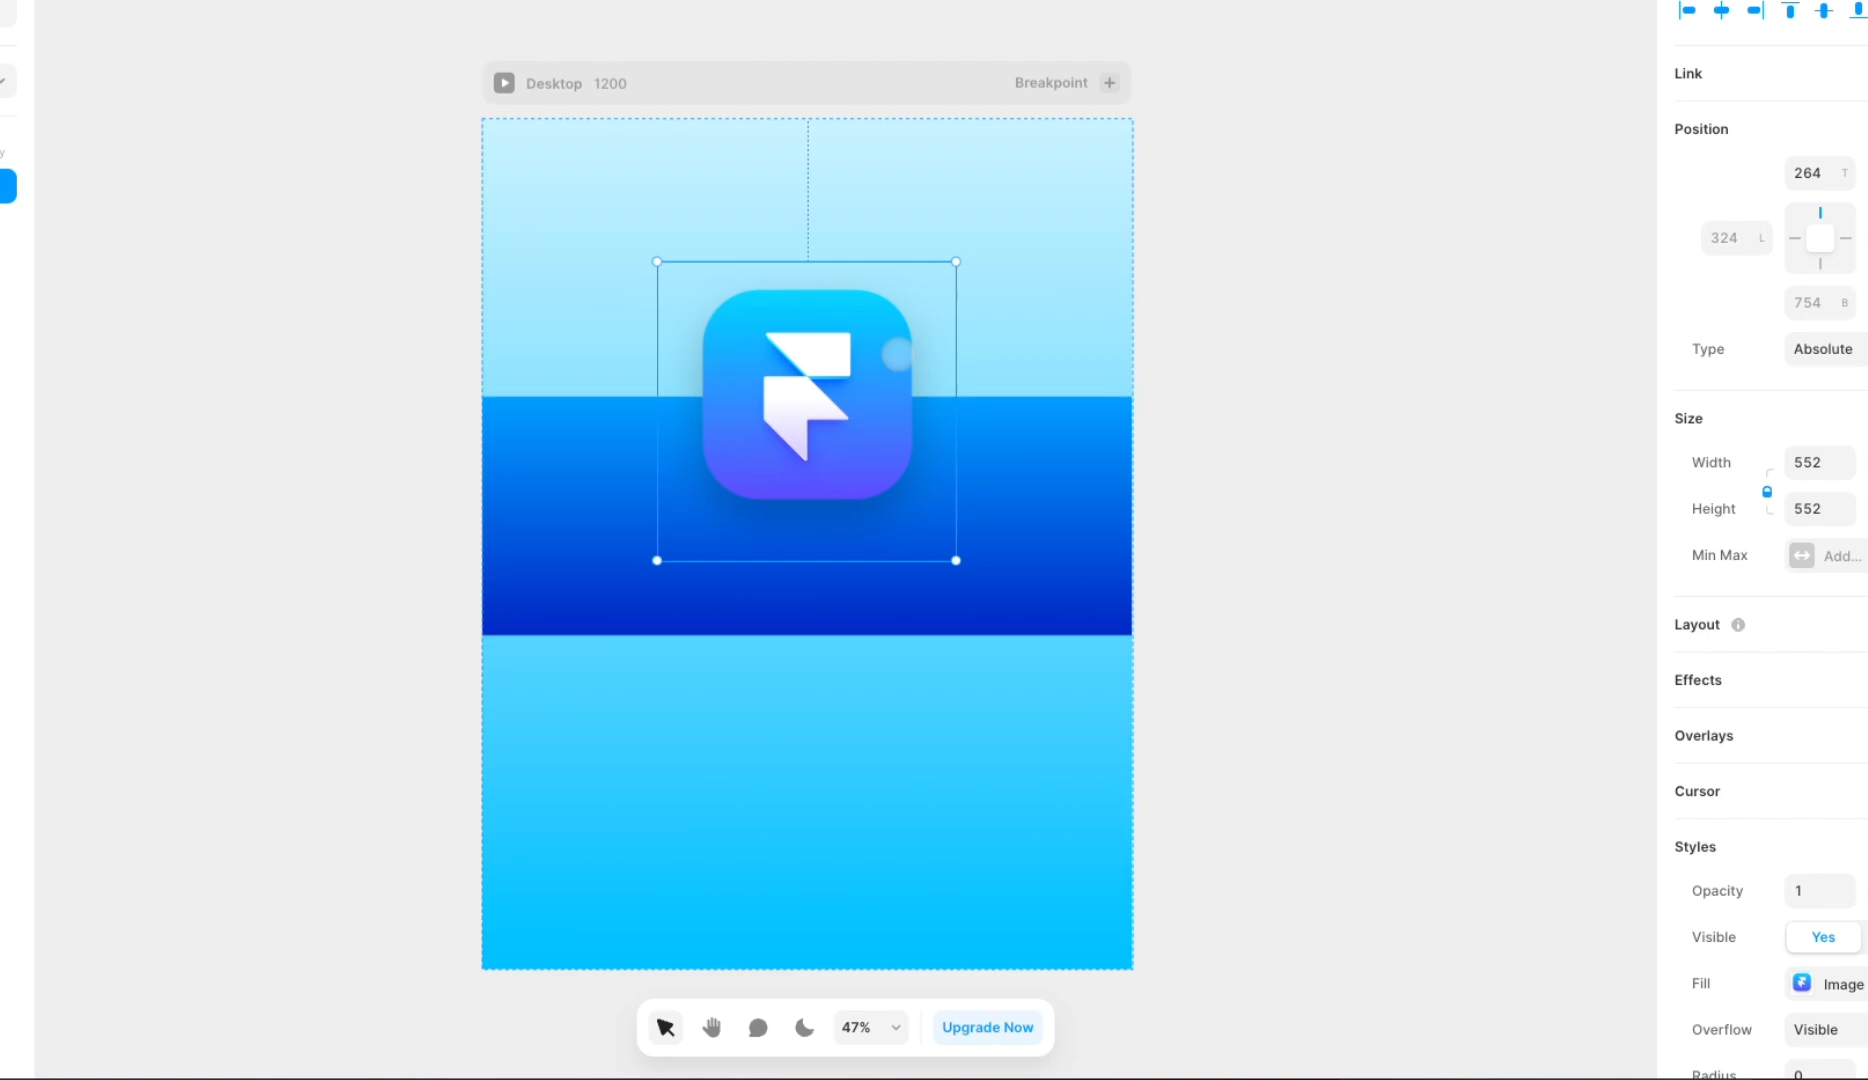 Desktop 1200
Breakpoint +
47%
Upgrade Now
Link
Position
264 T
324 L
754 B
Type Absolute
Size
Width 552
Height 552
Min Max Add...
Layout
Effects
Overlays
Cursor
Styles
Opacity 1
Visible Yes
Fill Image
Overflow Visible
Radius 0